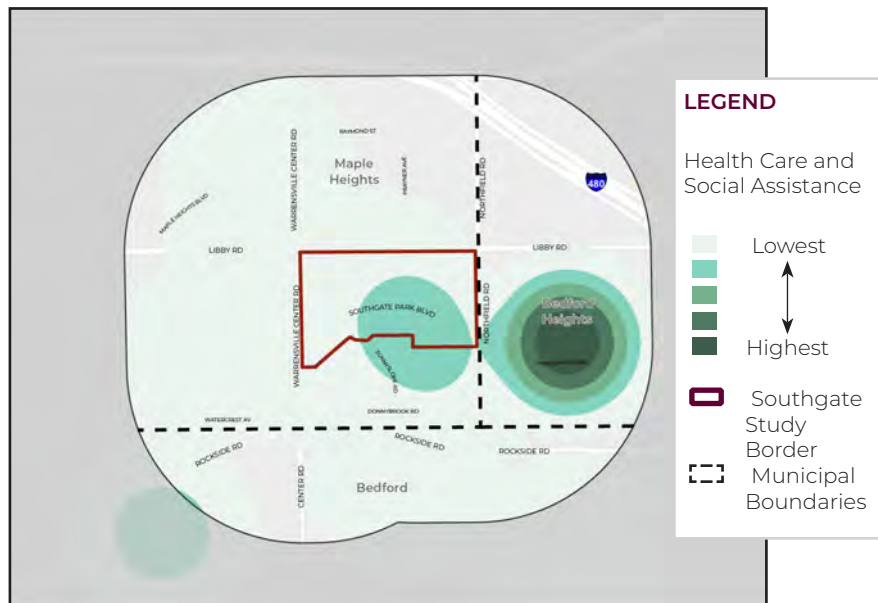 RAYMOND ST
Maple
Heights
WARRENSVILLE CENTER RD
NORTHFIELD RD
480
MAPLE HEIGHTS BLVD
LIBBY RD
LIBBY RD
Bedford
Heights
SOUTHGATE PARK BLVD
WARRENSVILLE CENTER RD
NORTHFIELD RD
DONNYBROOK RD
WATERCREST AV
ROCKSIDE RD
ROCKSIDE RD
ROCKSIDE RD
CENTER RD
Bedford
LEGEND
Health Care and
Social Assistance
Lowest
Highest
Southgate
Study
Border
Municipal
Boundaries